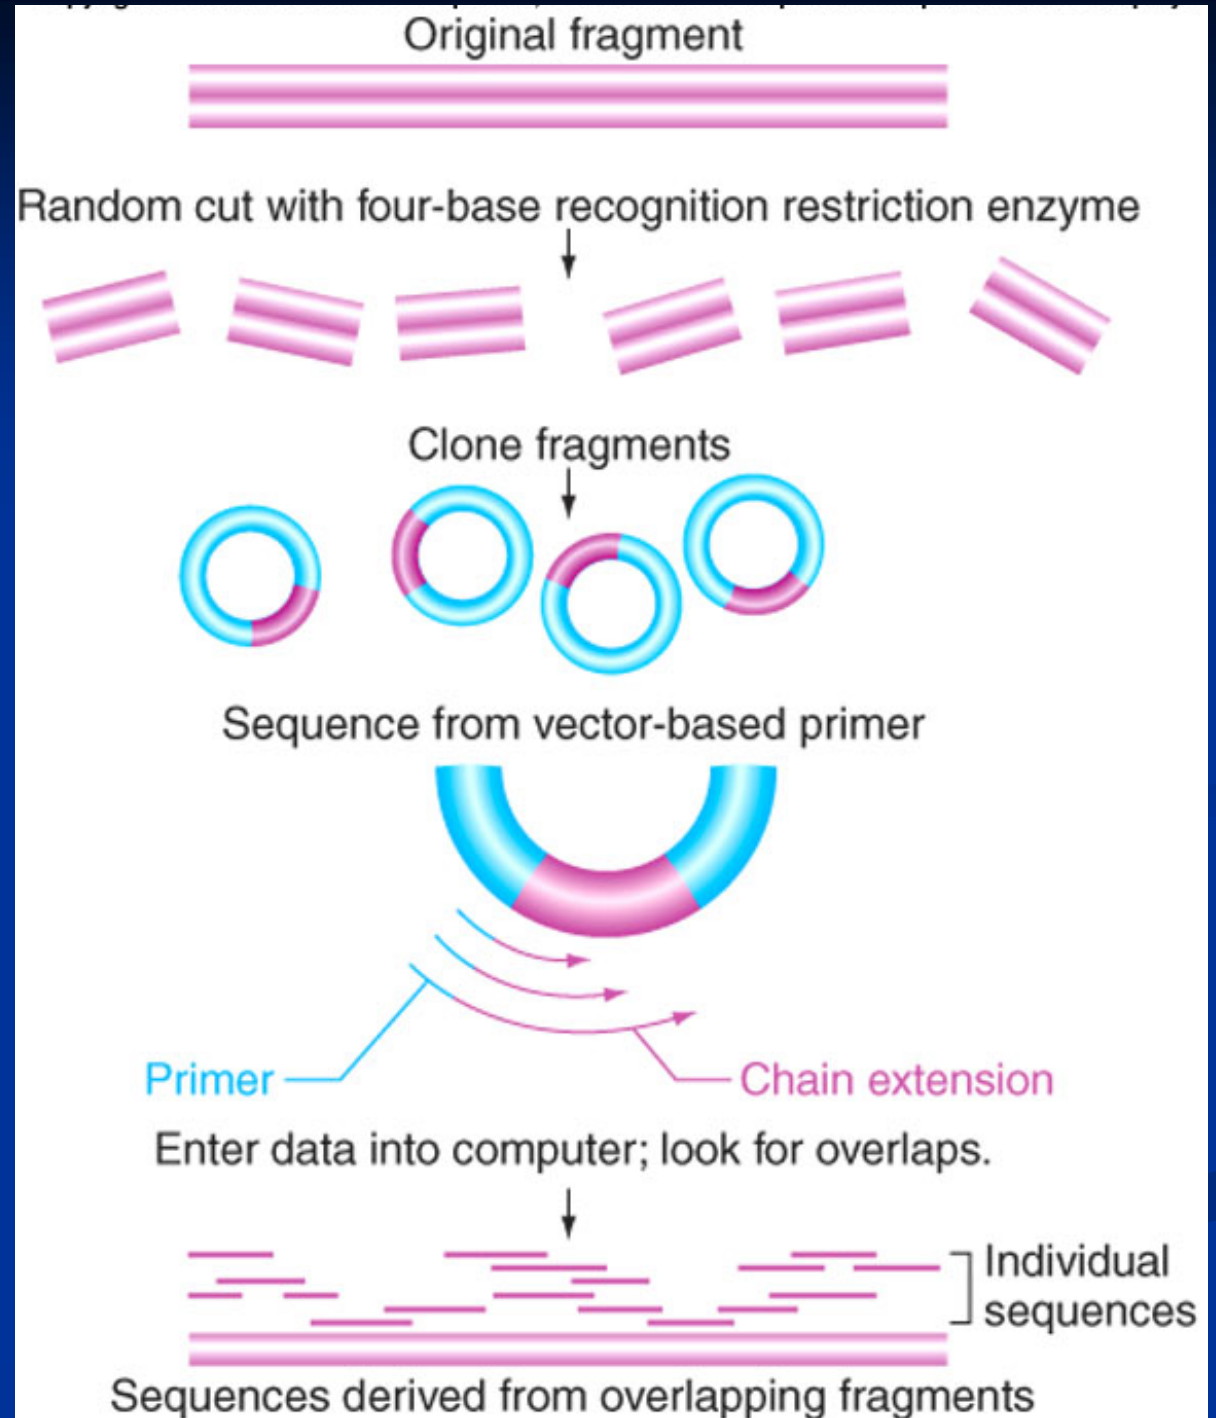 Original fragment
Random cut with four-base recognition restriction enzyme
Clone fragments
Sequence from vector-based primer
Primer
Chain extension
Enter data into computer; look for overlaps.
Individual
sequences
Sequences derived from overlapping fragments